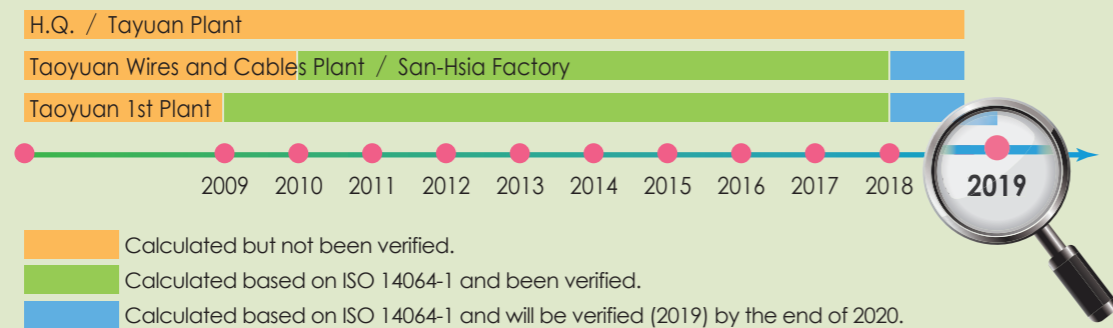 H.Q. / Tayuan Plant
Taoyuan Wires and Cables Plant / San-Hsia Factory
Taoyuan 1st Plant
2009 2010 2011 2012 2013 2014 2015 2016 2017 2018 2019
Calculated but not been verified.
Calculated based on ISO 14064-1 and been verified.
Calculated based on ISO 14064-1 and will be verified (2019) by the end of 2020.